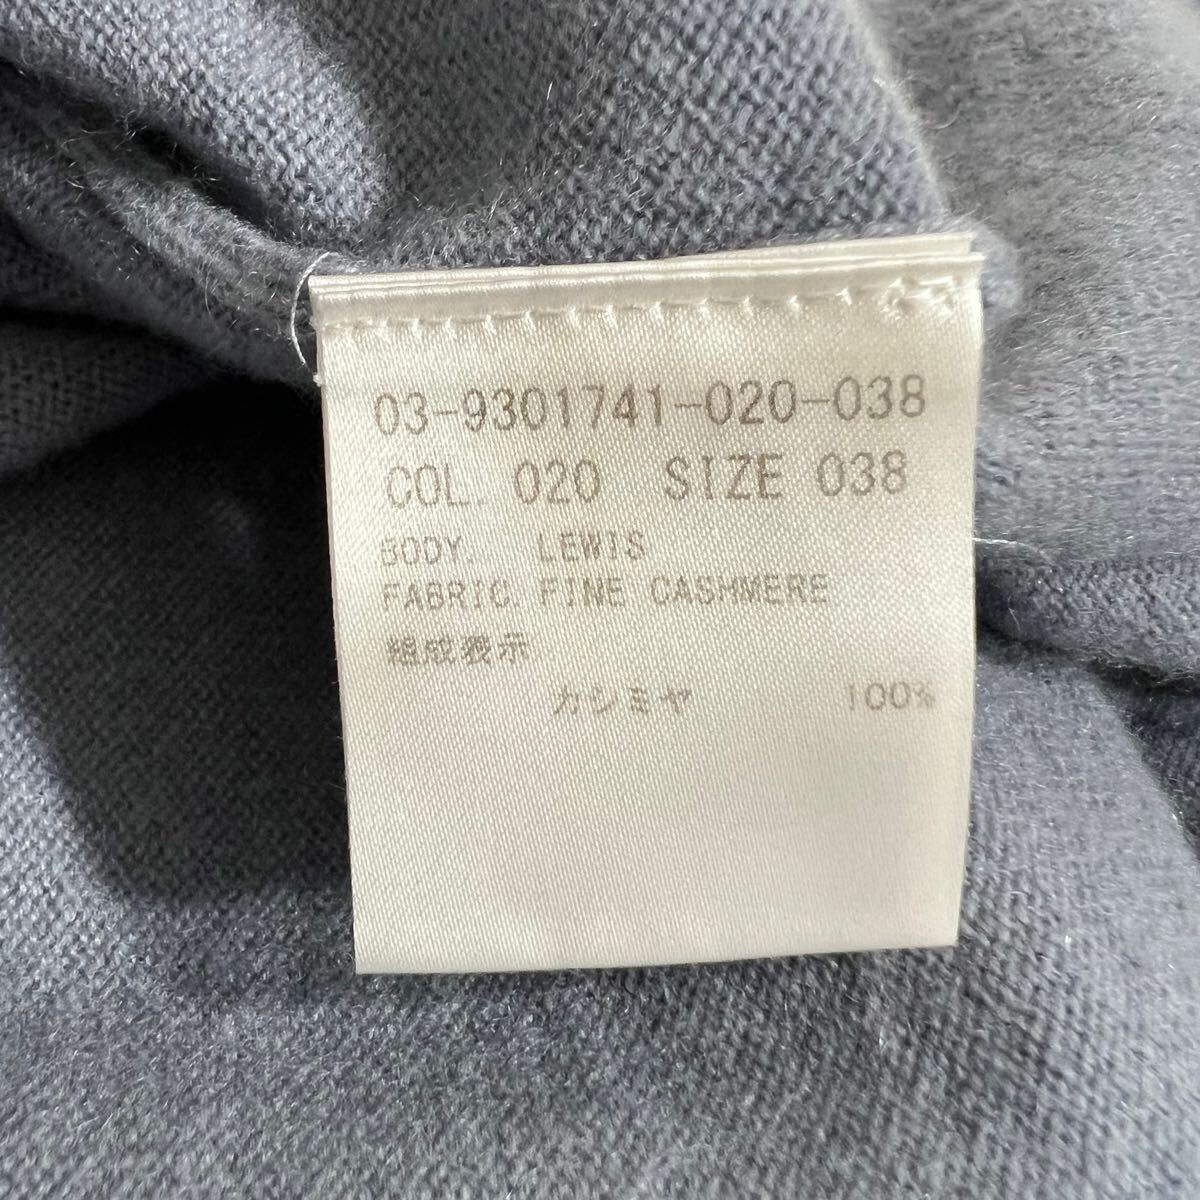 03-9301741-020-038
COL. 020 SIZE 038
BODY. LEWIS
FABRIC. FINE CASHMERE
組成表示
カシミヤ 100%